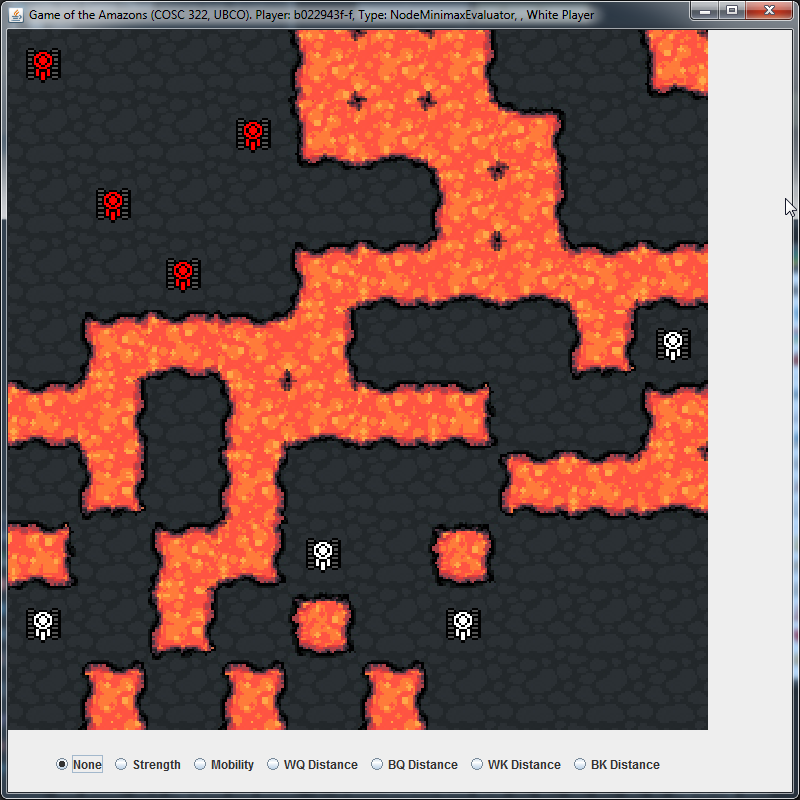 Game of the Amazons (COSC 322, UBCO). Player: b022943f-f, Type: NodeMinimaxEvaluator, , White Player
None Strength Mobility WQ Distance BQ Distance WK Distance BK Distance